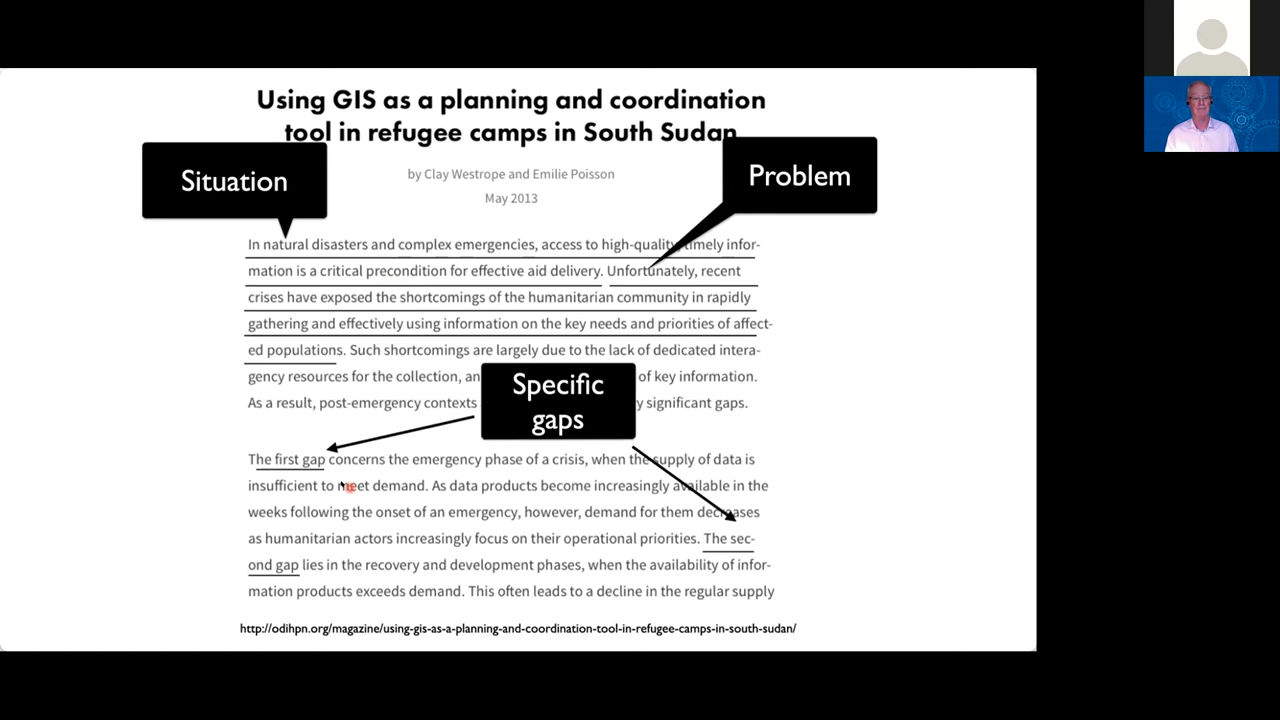 Using GIS as a planning and coordination
tool in refugee camps in South Sudan
Situation
Problem
by Clay Westrope and Emilie Poisson
May 2013
In natural disasters and complex emergencies, access to high-quality, timely infor-
mation is a critical precondition for effective aid delivery. Unfortunately, recent
crises have exposed the shortcomings of the humanitarian community in rapidly
gathering and effectively using information on the key needs and priorities of affect-
ed populations. Such shortcomings are largely due to the lack of dedicated intera-
gency resources for the collection, of key information.
As a result, post-emergency contexts significant gaps.
Specific
gaps
The first gap concerns the emergency phase of a crisis, when the supply of data is
insufficient to meet demand. As data products become increasingly available in the
weeks following the onset of an emergency, however, demand for them decreases
as humanitarian actors increasingly focus on their operational priorities. The sec-
ond gap lies in the recovery and development phases, when the availability of infor-
mation products exceeds demand. This often leads to a decline in the regular supply
http://odihpn.org/magazine/using-gis-as-a-planning-and-coordination-tool-in-refugee-camps-in-south-sudan/